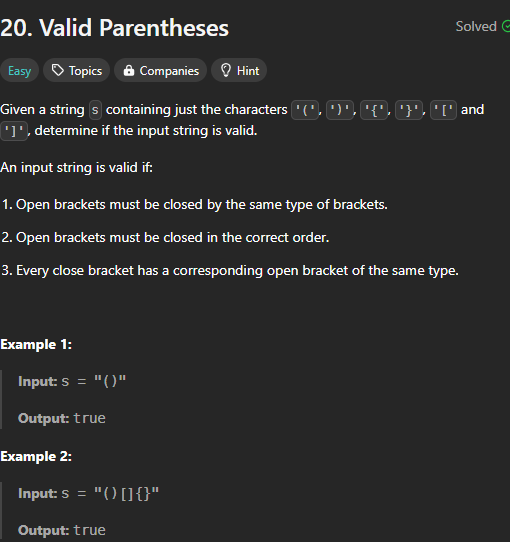 20. Valid Parentheses
Solved
Easy
Topics
Companies
Hint
Given a string s containing just the characters '(', ')', '{', '}', '[' and
']', determine if the input string is valid.
An input string is valid if:
1. Open brackets must be closed by the same type of brackets.
2. Open brackets must be closed in the correct order.
3. Every close bracket has a corresponding open bracket of the same type.
Example 1:
Input: s = "()"
Output: true
Example 2:
Input: s = "()[]{}"
Output: true